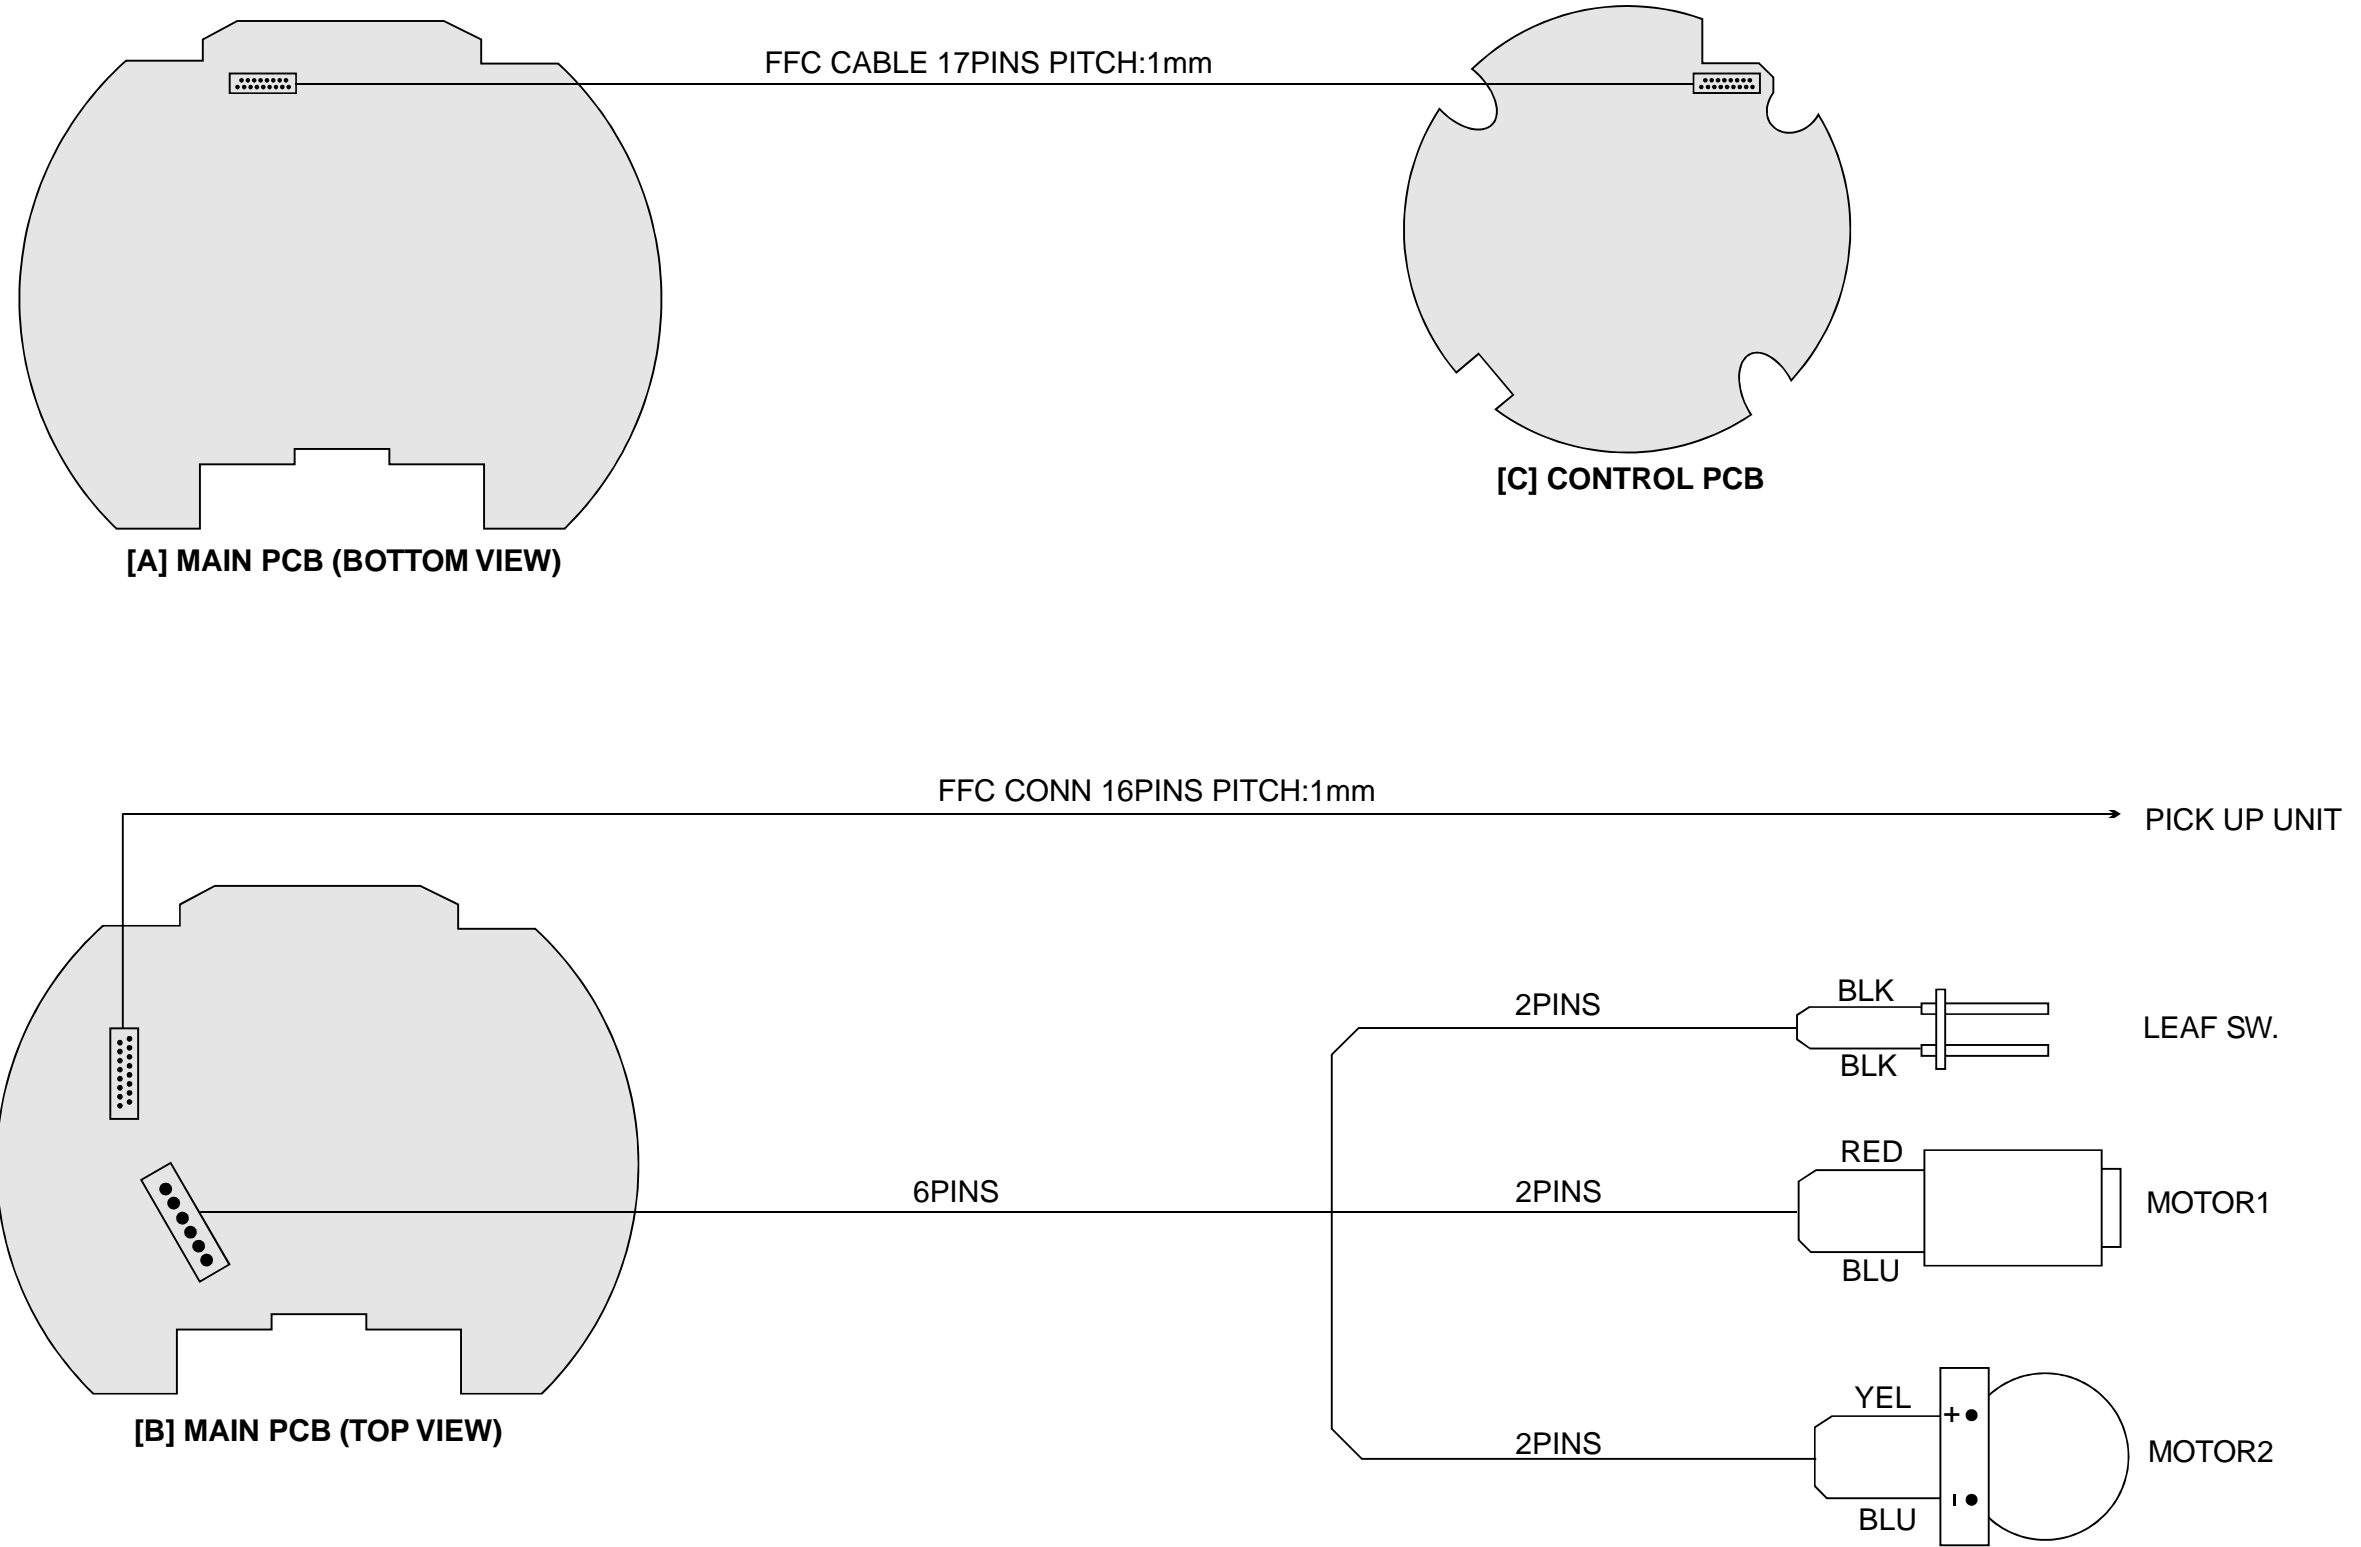 FFC CABLE 17PINS PITCH:1mm
[C] CONTROL PCB
[A] MAIN PCB (BOTTOM VIEW)
FFC CONN 16PINS PITCH:1mm
PICK UP UNIT
2PINS
BLK
BLK
LEAF SW.
6PINS
2PINS
RED
BLU
MOTOR1
[B] MAIN PCB (TOP VIEW)
2PINS
YEL
+
-
BLU
MOTOR2